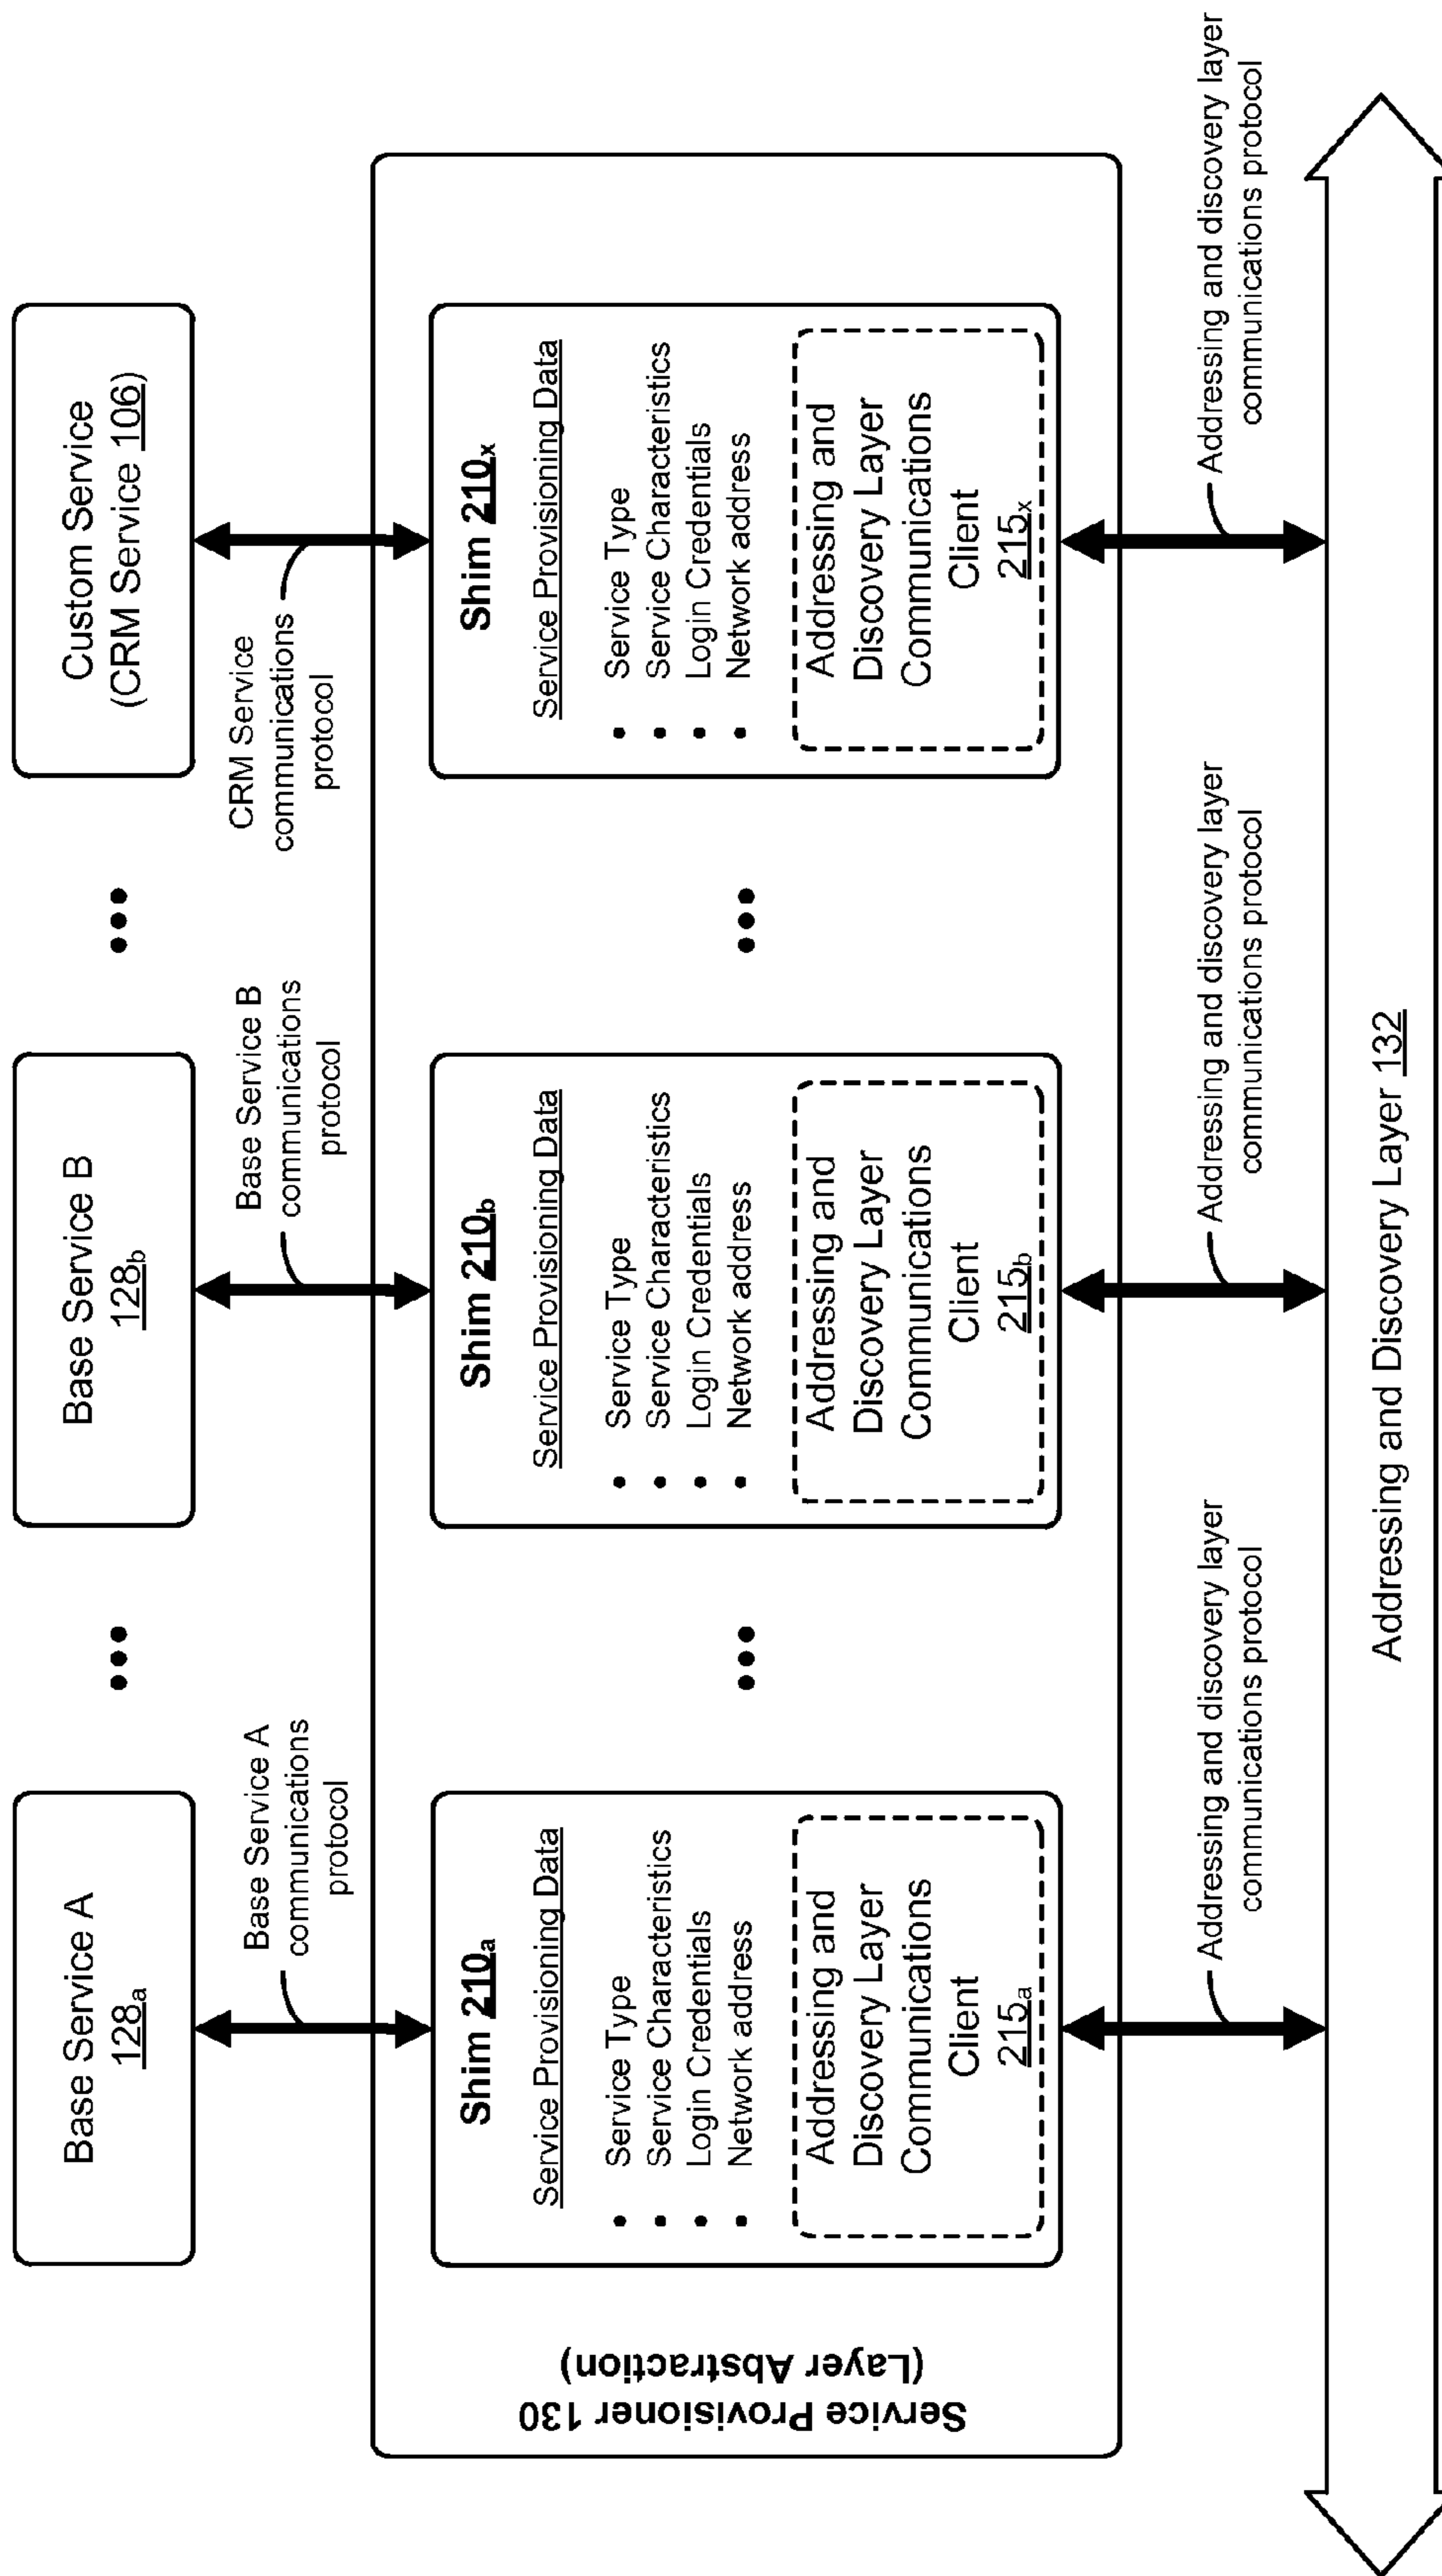 Base Service A
128a
Base Service B
128b
Custom Service
(CRM Service 106)
Base Service A
communications
protocol
Base Service B
communications
protocol
CRM Service
communications
protocol
Service Provisioner 130
(Layer Abstraction)
Shim 210a
Service Provisioning Data
• Service Type
• Service Characteristics
• Login Credentials
• Network address
Addressing and
Discovery Layer
Communications
Client
215a
Shim 210b
Service Provisioning Data
• Service Type
• Service Characteristics
• Login Credentials
• Network address
Addressing and
Discovery Layer
Communications
Client
215b
Shim 210x
Service Provisioning Data
• Service Type
• Service Characteristics
• Login Credentials
• Network address
Addressing and
Discovery Layer
Communications
Client
215x
Addressing and discovery layer
communications protocol
Addressing and discovery layer
communications protocol
Addressing and discovery layer
communications protocol
Addressing and Discovery Layer 132